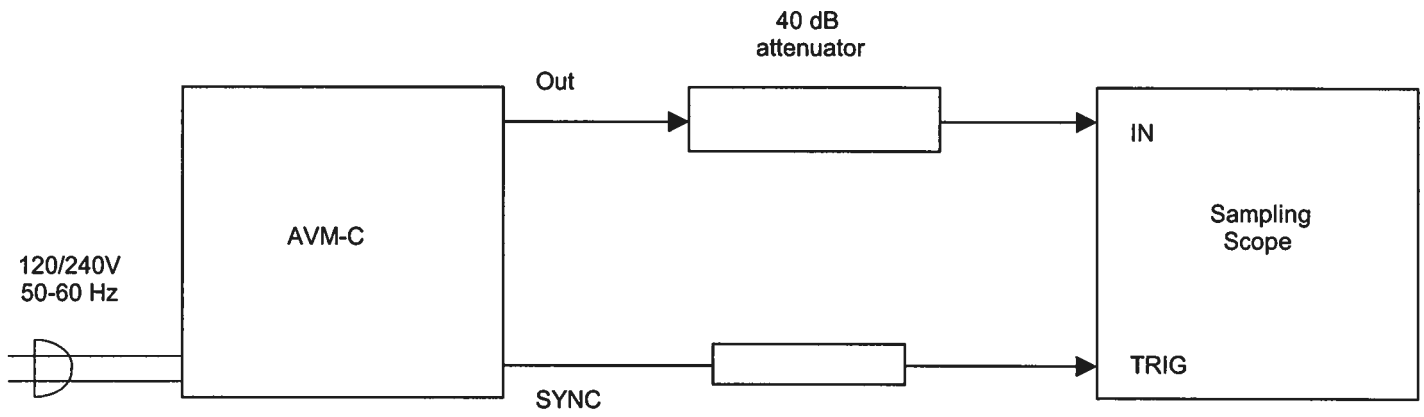 40 dB
attenuator
Out
IN
AVM-C
Sampling
Scope
120/240V
50-60 Hz
TRIG
SYNC